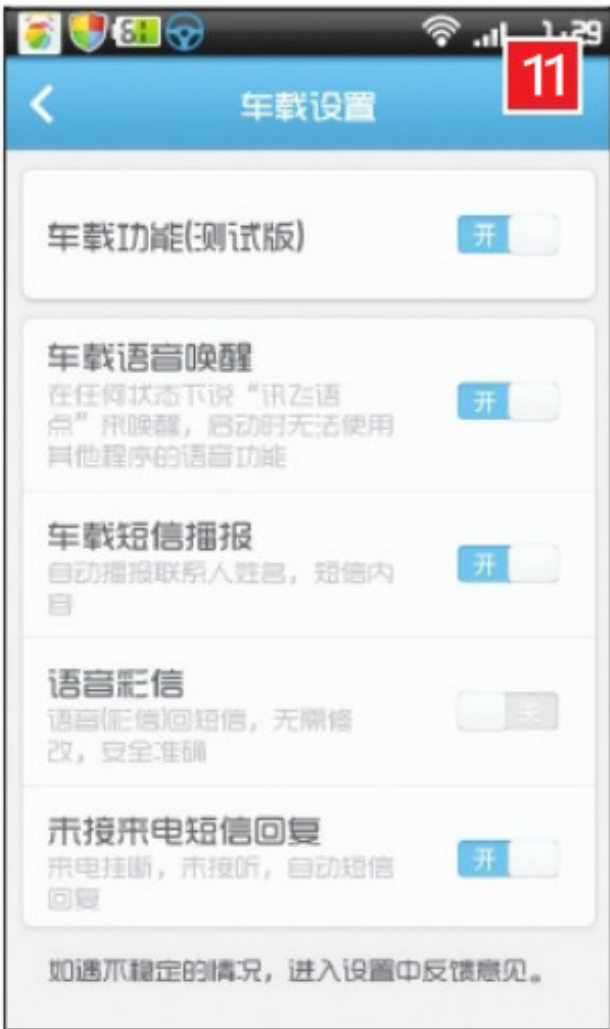 61
1:29
11
车载设置
车载功能(测试版)
开
车载语音唤醒
在任何状态下说“讯飞语
点”来唤醒，启动时无法使用
其他程序的语音功能
开
车载短信播报
自动播报联系人姓名，短信内
容
开
语音彩信
语音(彩信)回短信，无需修
改，安全准确
关
未接来电短信回复
来电挂断，未接听，自动短信
回复
开
如遇不稳定的情况，进入设置中反馈意见。